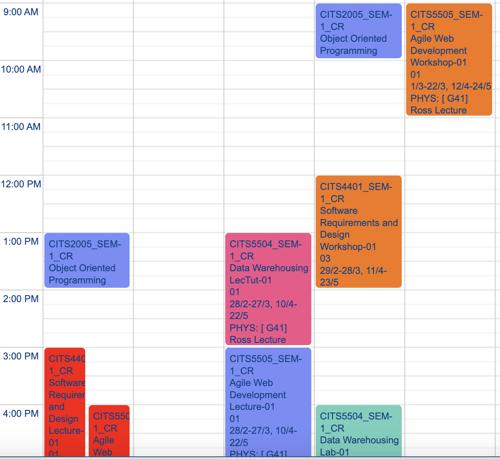 9:00 AM
10:00 AM
11:00 AM
12:00 PM
1:00 PM
2:00 PM
3:00 PM
4:00 PM
CITS2005_SEM-
1_CR
Object Oriented
Programming
CITS440
1_CR
Software
Requirer
and
Design
Lecture-
01
01
CITS550
1_CR
Agile
Web
CITS5504_SEM-
1_CR
Data Warehousing
LecTut-01
01
28/2-27/3, 10/4-
22/5
PHYS: [ G41]
Ross Lecture
CITS5505_SEM-
1_CR
Agile Web
Development
Lecture-01
01
28/2-27/3, 10/4-
22/5
PHYS: [ G41]
CITS2005_SEM-
1_CR
Object Oriented
Programming
CITS4401_SEM-
1_CR
Software
Requirements and
Design
Workshop-01
03
29/2-28/3, 11/4-
23/5
CITS5504_SEM-
1_CR
Data Warehousing
Lab-01
CITS5505_SEM-
1_CR
Agile Web
Development
Workshop-01
01
1/3-22/3, 12/4-24/5
PHYS: [ G41]
Ross Lecture